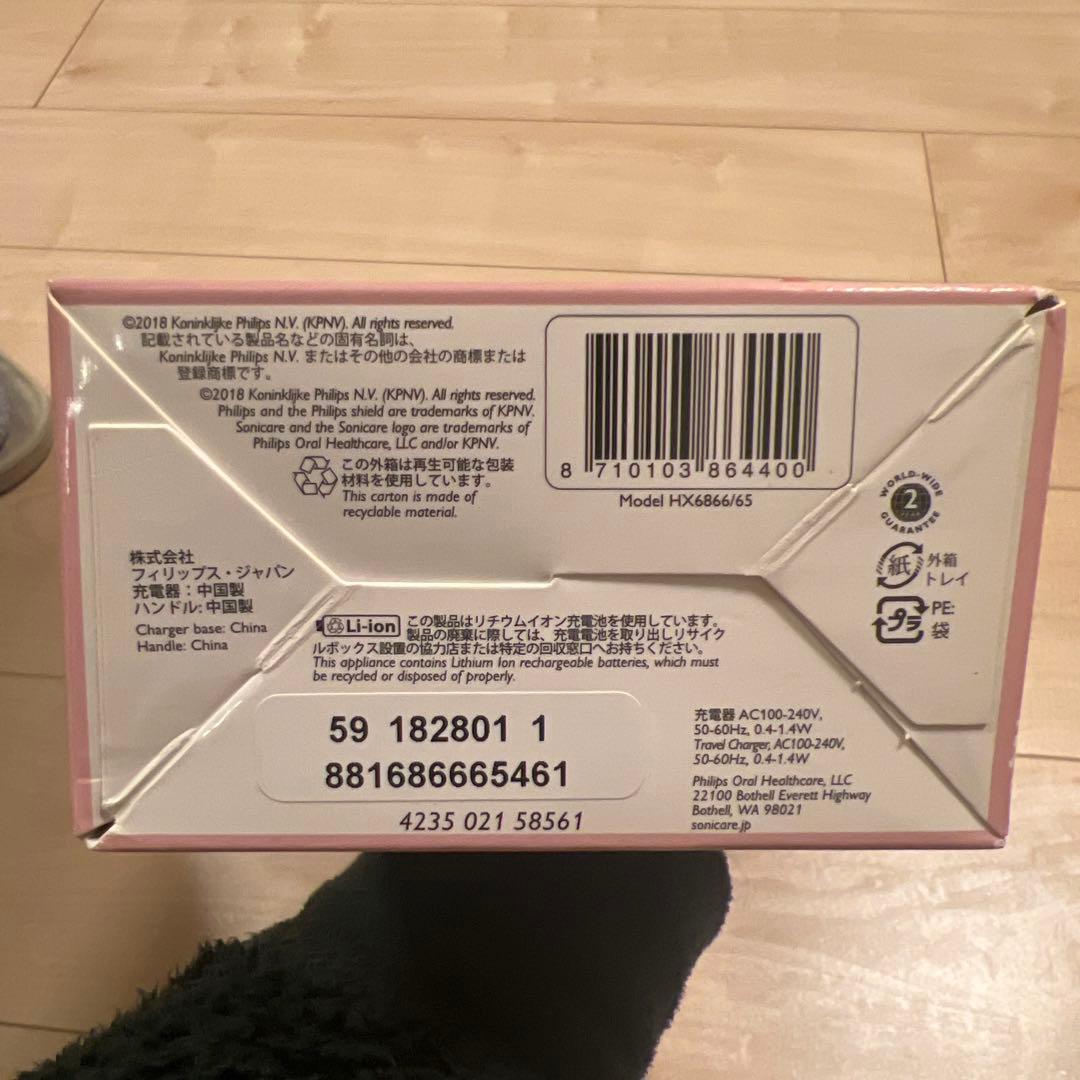 ©2018 Koninklijke Philips N.V. (KPNV). All rights reserved.
記載されている製品名などの固有名詞は、
Koninklijke Philips N.V. またはその他の会社の商標または
登録商標です。
©2018 Koninklijke Philips N.V. (KPNV). All rights reserved.
Philips and the Philips shield are trademarks of KPNV.
Sonicare and the Sonicare logo are trademarks of
Philips Oral Healthcare, LLC and/or KPNV.
この外箱は再生可能な包装
材料を使用しています。
This carton is made of
recyclable material.
8 710103 864400
Model HX6866/65
WORLD-WIDE
2
YEAR
GUARANTEE
紙
外箱
トレイ
プラ
PE:
袋
株式会社
フィリップス・ジャパン
充電器：中国製
ハンドル: 中国製
Charger base: China
Handle: China
Li-ion
この製品はリチウムイオン充電池を使用しています。
製品の廃棄に際しては、充電電池を取り出しリサイク
ルボックス設置の協力店または特定の回収窓口へお持ちください。
This appliance contains Lithium Ion rechargeable batteries, which must
be recycled or disposed of properly.
59 182801 1
881686665461
4235 021 58561
充電器 AC100-240V,
50-60Hz, 0.4-1.4W
Travel Charger, AC100-240V,
50-60Hz, 0.4-1.4W
Philips Oral Healthcare, LLC
22100 Bothell Everett Highway
Bothell, WA 98021
sonicare.jp